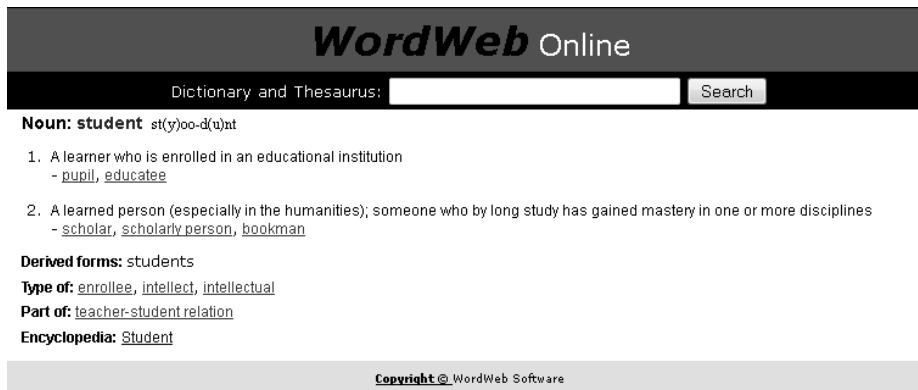 WordWeb Online
Dictionary and Thesaurus: Search
Noun: student st(y)oo-d(u)nt
1. A learner who is enrolled in an educational institution
- pupil, educatee
2. A learned person (especially in the humanities); someone who by long study has gained mastery in one or more disciplines
- scholar, scholarly person, bookman
Derived forms: students
Type of: enrollee, intellect, intellectual
Part of: teacher-student relation
Encyclopedia: Student
Copyright © WordWeb Software